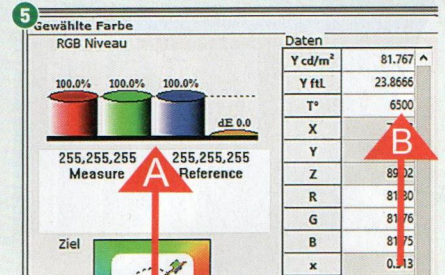 5
Gewählte Farbe
RGB Niveau
100.0% 100.0% 100.0%
dE 0.0
255,255,255 255,255,255
Measure Reference
A
Ziel
Daten
Y cd/m² 81.767
Y ftL 23.8666
T° 6500
X
Y
B
Z
R
G
B
x